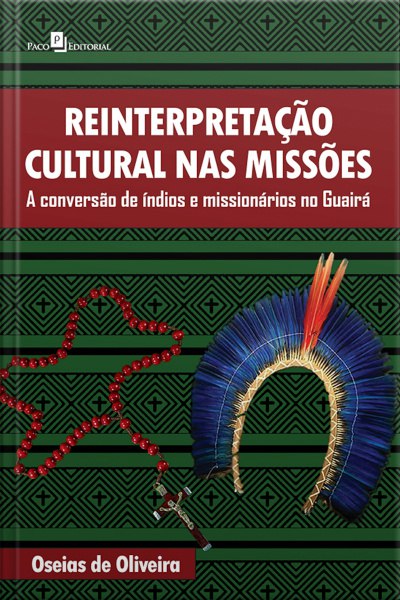 PACO P EDITORIAL
REINTERPRETAÇÃO
CULTURAL NAS MISSÕES
A conversão de índios e missionários no Guairá
Oseias de Oliveira